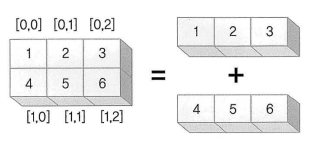 [0,0] [0,1] [0,2]
1 2 3
4 5 6
[1,0] [1,1] [1,2]
=
1 2 3
+
4 5 6